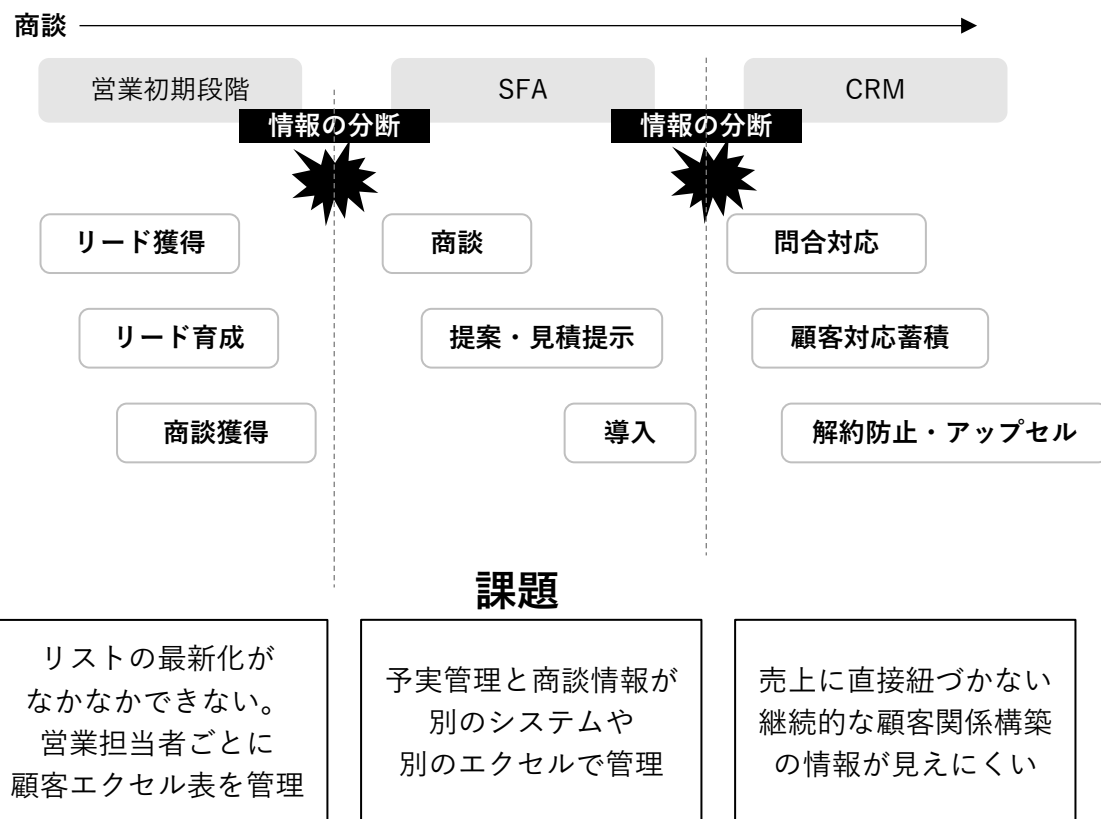 商談
営業初期段階
SFA
CRM
情報の分断
情報の分断
リード獲得
商談
問合対応
リード育成
提案・見積提示
顧客対応蓄積
商談獲得
導入
解約防止・アップセル
課題
リストの最新化が
なかなかできない。
営業担当者ごとに
顧客エクセル表を管理
予実管理と商談情報が
別のシステムや
別のエクセルで管理
売上に直接紐づかない
継続的な顧客関係構築
の情報が見えにくい